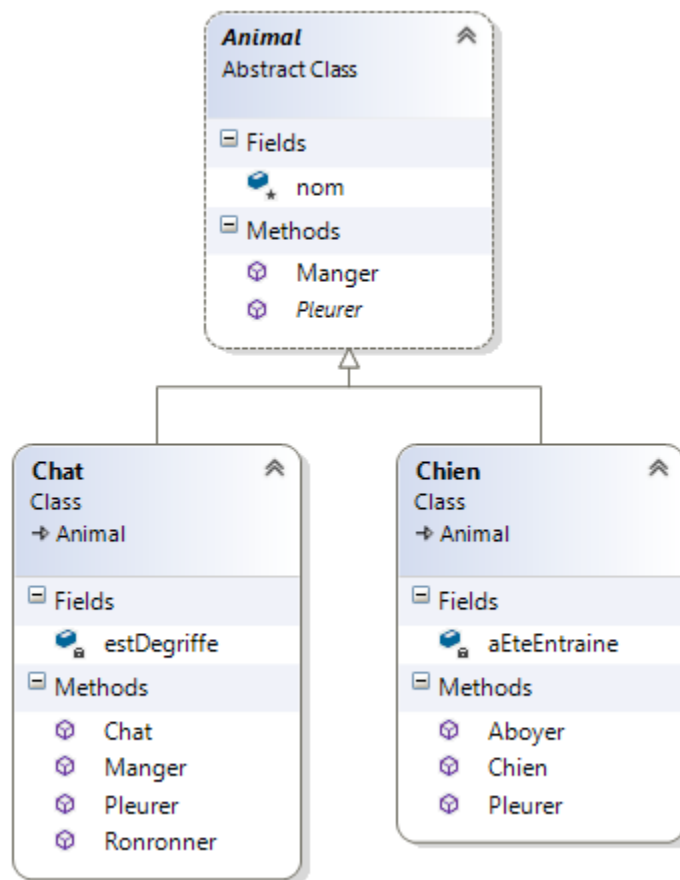 Animal
Abstract Class
Fields
nom
Methods
Manger
Pleurer
Chat
Class
Animal
Fields
estDegriffe
Methods
Chat
Manger
Pleurer
Ronronner
Chien
Class
Animal
Fields
aEteEntraine
Methods
Aboyer
Chien
Pleurer